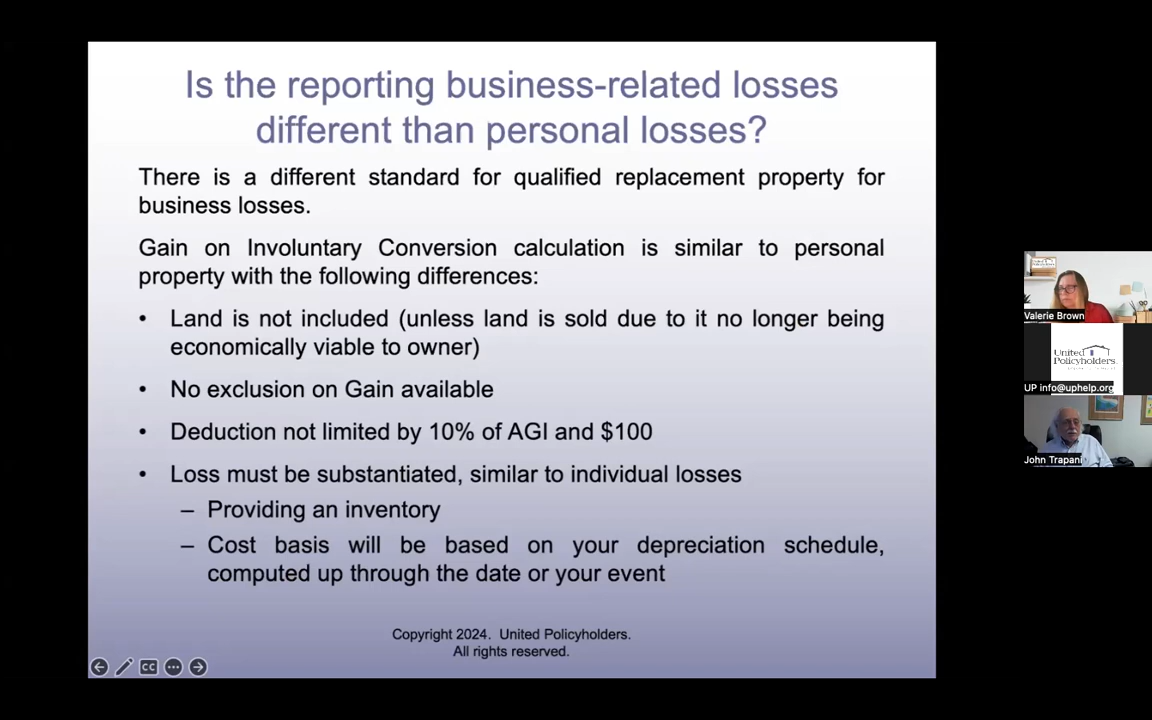 Is the reporting business-related losses
different than personal losses?
There is a different standard for qualified replacement property for
business losses.
Gain on Involuntary Conversion calculation is similar to personal
property with the following differences:
• Land is not included (unless land is sold due to it no longer being
economically viable to owner)
• No exclusion on Gain available
• Deduction not limited by 10% of AGI and $100
• Loss must be substantiated, similar to individual losses
– Providing an inventory
– Cost basis will be based on your depreciation schedule,
computed up through the date or your event
Copyright 2024. United Policyholders.
All rights reserved.
CC
Valerie Brown
United
Policyholders
UP info@uphelp.org
John Trapani